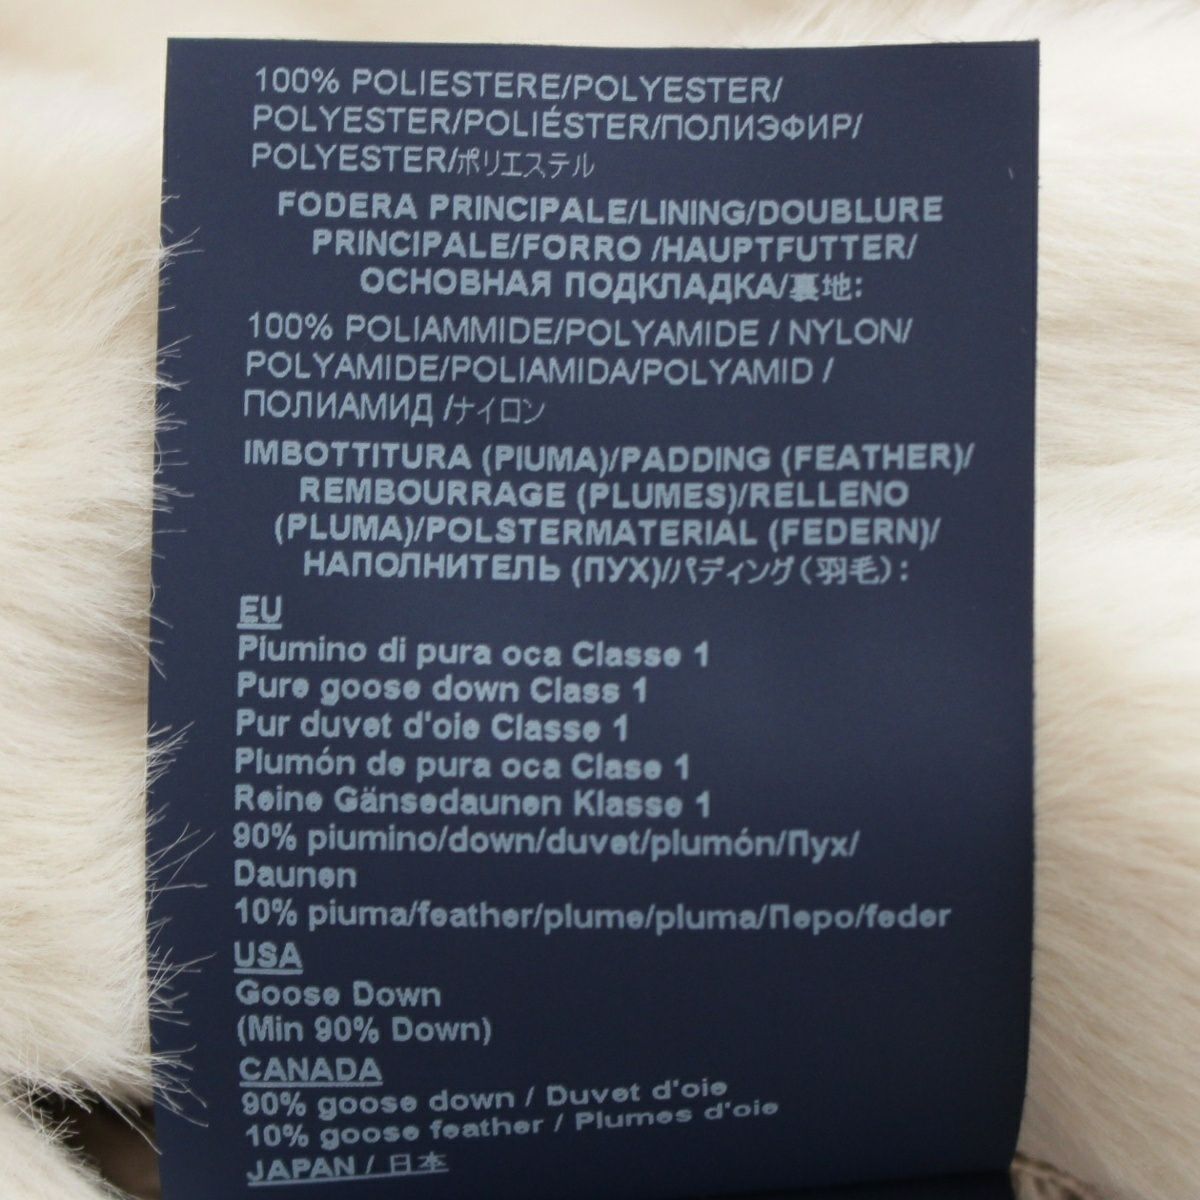 100% POLIESTERE/POLYESTER/
POLYESTER/POLIÉSTER/ПОЛИЭФИР/
POLYESTER/ポリエステル
FODERA PRINCIPALE/LINING/DOUBLURE
PRINCIPALE/FORRO /HAUPTFUTTER/
ОСНОВНАЯ ПОДКЛАДКА/裏地:
100% POLIAMMIDE/POLYAMIDE / NYLON/
POLYAMIDE/POLIAMIDA/POLYAMID /
ПОЛИАМИД /ナイロン
IMBOTTITURA (PIUMA)/PADDING (FEATHER)/
REMBOURRAGE (PLUMES)/RELLENO
(PLUMA)/POLSTERMATERIAL (FEDERN)/
НАПОЛНИТЕЛЬ (ПУХ)/パディング(羽毛):
EU
Piumino di pura oca Classe 1
Pure goose down Class 1
Pur duvet d'oie Classe 1
Plumón de pura oca Clase 1
Reine Gänsedaunen Klasse 1
90% piumino/down/duvet/plumón/Пух/
Daunen
10% piuma/feather/plume/pluma/Перо/feder
USA
Goose Down
(Min 90% Down)
CANADA
90% goose down / Duvet d'oie
10% goose feather / Plumes d'oie
JAPAN / 日本